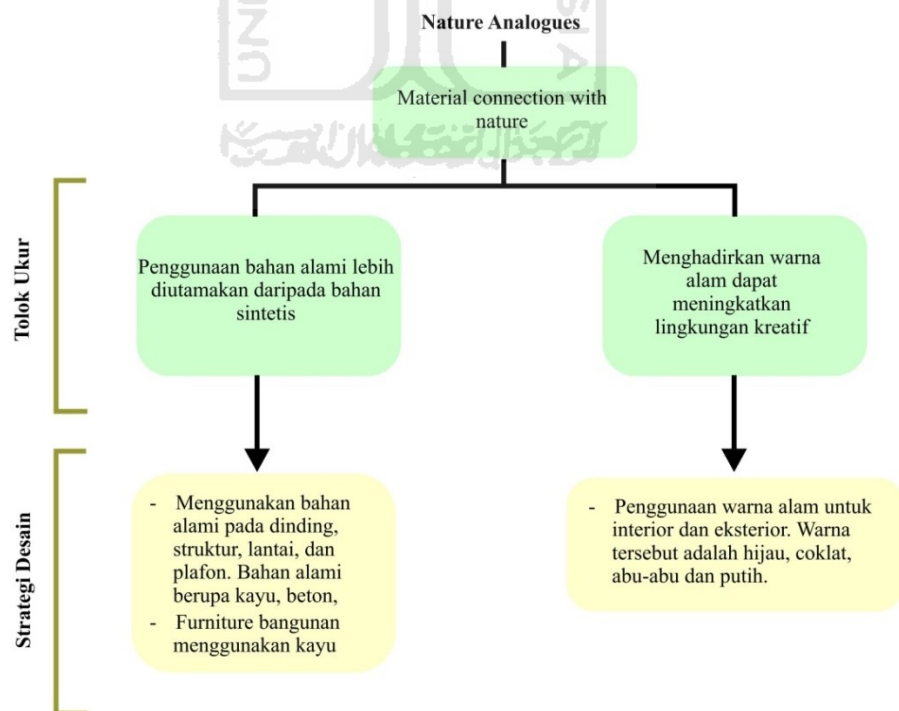 Nature Analogues
Material connection with
nature
Tolok Ukur
Penggunaan bahan alami lebih
diutamakan daripada bahan
sintetis
Menghadirkan warna
alam dapat
meningkatkan
lingkungan kreatif
Strategi Desain
- Menggunakan bahan
alami pada dinding,
struktur, lantai, dan
plafon. Bahan alami
berupa kayu, beton,
- Furniture bangunan
menggunakan kayu
- Penggunaan warna alam untuk
interior dan eksterior. Warna
tersebut adalah hijau, coklat,
abu-abu dan putih.